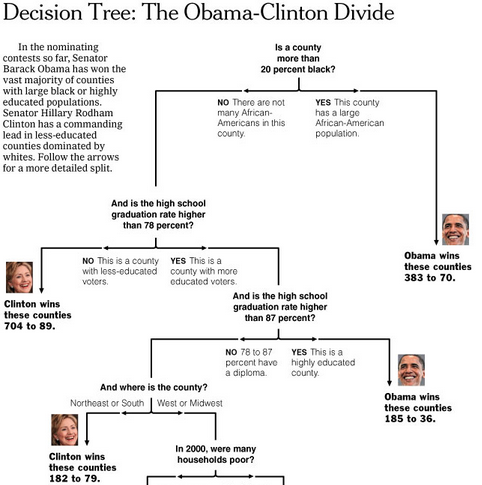 Decision Tree: The Obama-Clinton Divide
In the nominating
contests so far, Senator
Barack Obama has won the
vast majority of counties
with large black or highly
educated populations.
Senator Hillary Rodham
Clinton has a commanding
lead in less-educated
counties dominated by
whites. Follow the arrows
for a more detailed split.
Is a county
more than
20 percent black?
NO There are not
many African-
Americans in this
county.
YES This county
has a large
African-American
population.
And is the high school
graduation rate higher
than 78 percent?
Obama wins
these counties
383 to 70.
NO This is a county
with less-educated
voters.
YES This is a
county with more
educated voters.
Clinton wins
these counties
704 to 89.
And is the high school
graduation rate higher
than 87 percent?
NO 78 to 87
percent have
a diploma.
YES This is a
highly educated
county.
Obama wins
these counties
185 to 36.
And where is the county?
Northeast or South
West or Midwest
Clinton wins
these counties
182 to 79.
In 2000, were many
households poor?